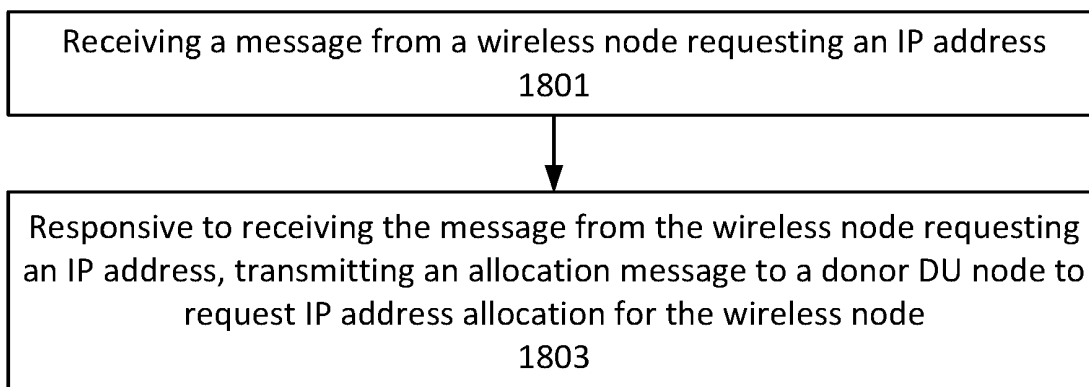 Receiving a message from a wireless node requesting an IP address
1801
Responsive to receiving the message from the wireless node requesting
an IP address, transmitting an allocation message to a donor DU node to
request IP address allocation for the wireless node
1803